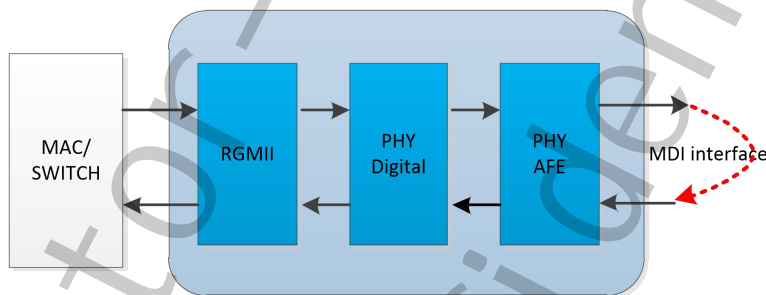 MAC/
SWITCH
RGMII
PHY
Digital
PHY
AFE
MDI interface